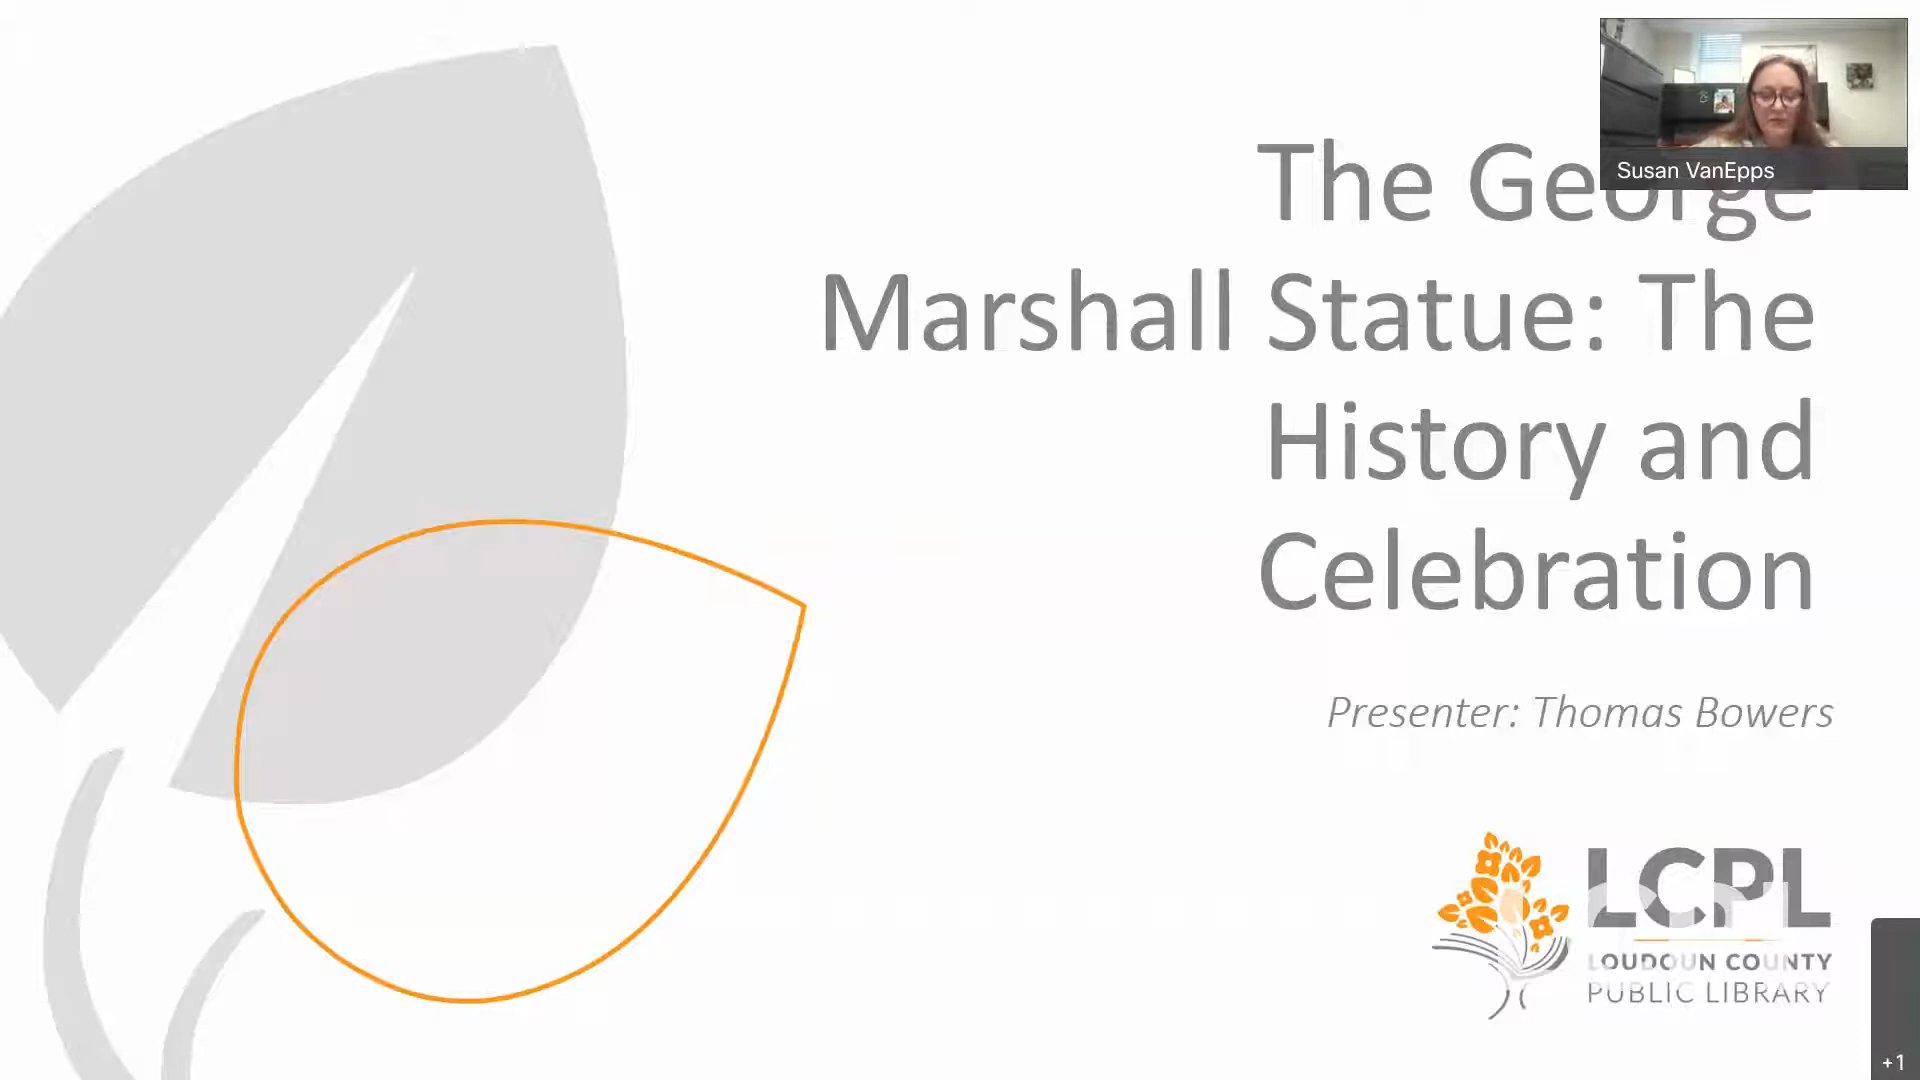 Susan VanEpps
The George
Marshall Statue: The
History and
Celebration
Presenter: Thomas Bowers
LCPL
LOUDOUN COUNTY
PUBLIC LIBRARY
+1